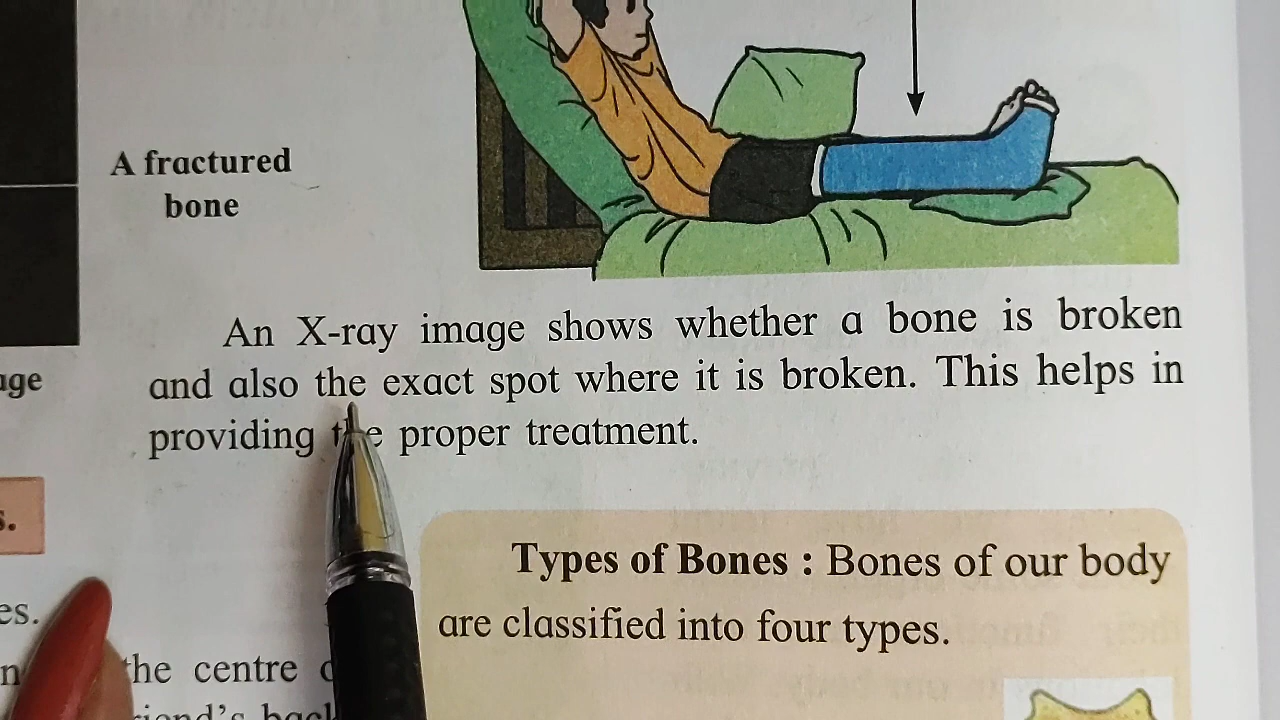 A fractured
bone
An X-ray image shows whether a bone is broken
and also the exact spot where it is broken. This helps in
providing the proper treatment.
Types of Bones : Bones of our body
are classified into four types.
the centre